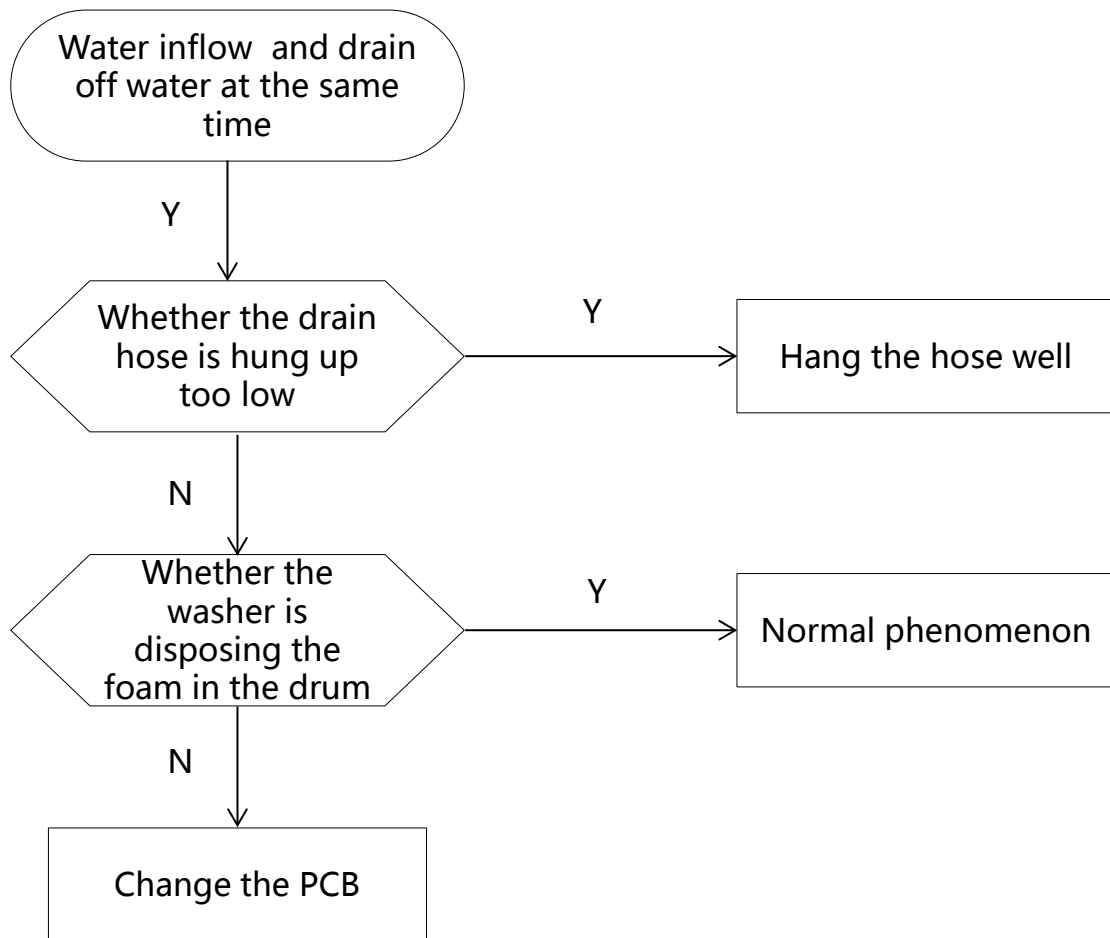 Water inflow  and drain
off water at the same
time
Y
Whether the drain
hose is hung up
too low
Y
Hang the hose well
N
Whether the
washer is
disposing the
foam in the drum
Y
Normal phenomenon
N
Change the PCB